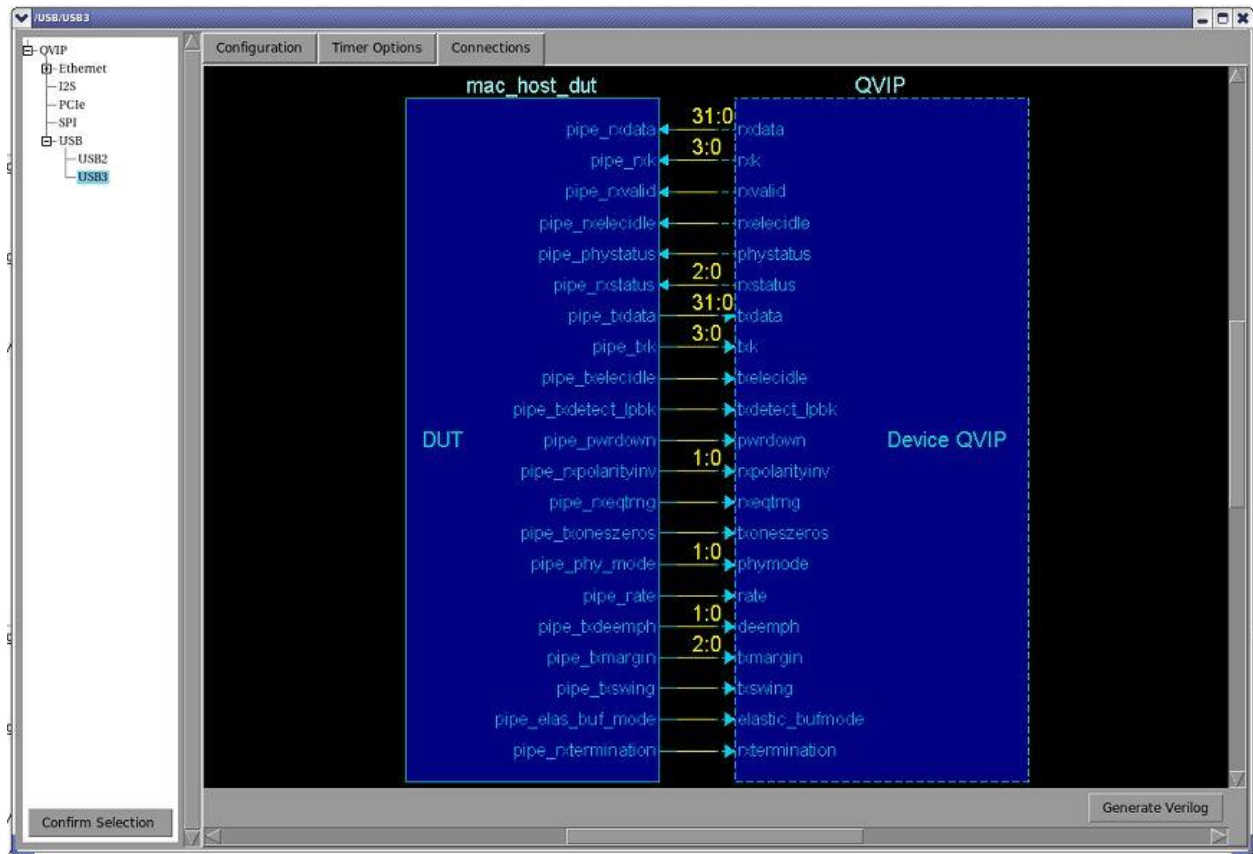 /USB/USB3
QVIP
Ethernet
I2S
PCIe
SPI
USB
USB2
USB3
Confirm Selection
Configuration Timer Options Connections
mac_host_dut QVIP
pipe_rxdata 31:0 rxdata
pipe_rxk 3:0 rxk
pipe_rxvalid rxvalid
pipe_rxelecidle rxelecidle
pipe_phystatus phystatus
pipe_rxstatus 2:0 rxstatus
pipe_txdata 31:0 txdata
pipe_txk 3:0 txk
pipe_txelecidle txelecidle
pipe_txdetect_lpbk txdetect_lpbk
DUT pipe_pwrdown pwrdown Device QVIP
pipe_rxpolarityinv 1:0 rxpolarityinv
pipe_rxeqtrng rxeqtrng
pipe_txoneszeros txoneszeros
pipe_phy_mode 1:0 phymode
pipe_rate rate
pipe_txdeemph 1:0 deemph
pipe_txmargin 2:0 txmargin
pipe_txswing txswing
pipe_elas_buf_mode elastic_bufmode
pipe_rxtermination rxtermination
Generate Verilog